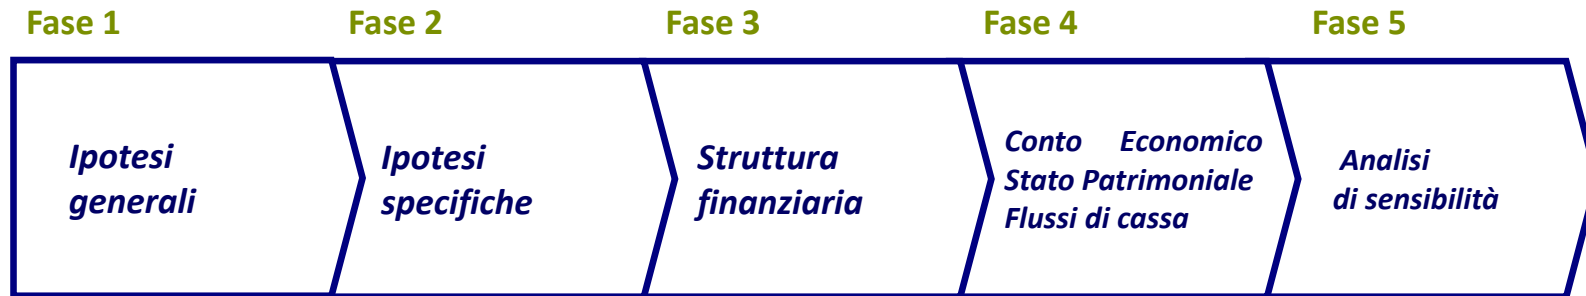 Fase 1
Fase 2
Fase 3
Fase 4
Fase 5
Ipotesi
generali
Ipotesi
specifiche
Struttura
finanziaria
Conto Economico
Stato Patrimoniale
Flussi di cassa
Analisi
di sensibilità